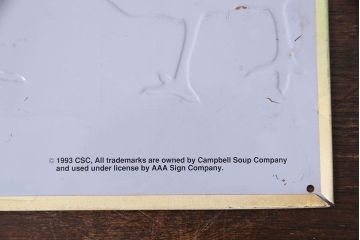 © 1993 CSC, All trademarks are owned by Campbell Soup Company
and used under license by AAA Sign Company.